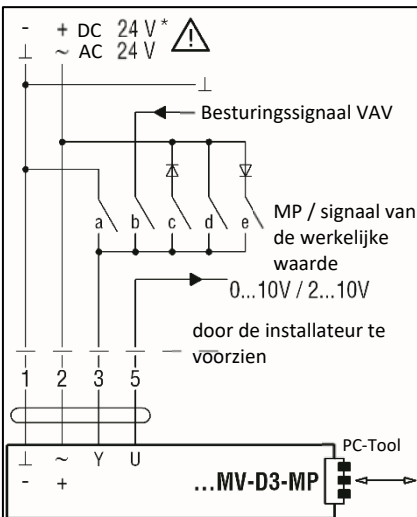 - + DC 24 V *
⊥ ~ AC 24 V
⊥
Besturingssignaal VAV
a b c d e
MP / signaal van
de werkelijke
waarde
0...10V / 2...10V
door de installateur te
voorzien
1 2 3 5
PC-Tool
⊥ ~ Y U
- +
...MV-D3-MP